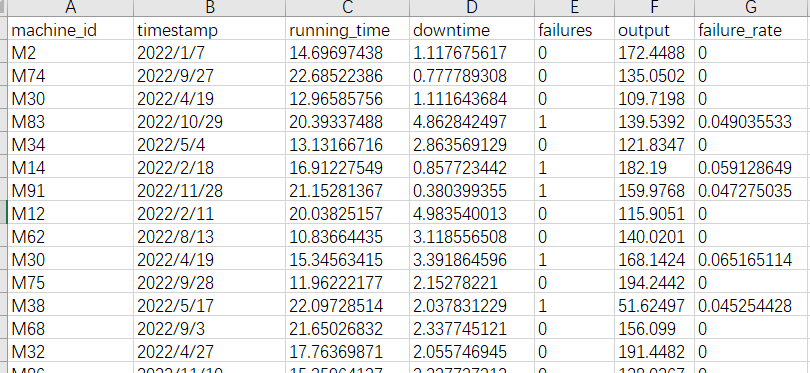 A B C D E F G
machine_id timestamp running_time downtime failures output failure_rate
M2 2022/1/7 14.69697438 1.117675617 0 172.4488 0
M74 2022/9/27 22.68522386 0.777789308 0 135.0502 0
M30 2022/4/19 12.96585756 1.111643684 0 109.7198 0
M83 2022/10/29 20.39337488 4.862842497 1 139.5392 0.049035533
M34 2022/5/4 13.13166716 2.863569129 0 121.8347 0
M14 2022/2/18 16.91227549 0.857723442 1 182.19 0.059128649
M91 2022/11/28 21.15281367 0.380399355 1 159.9768 0.047275035
M12 2022/2/11 20.03825157 4.983540013 0 115.9051 0
M62 2022/8/13 10.83664435 3.118556508 0 140.0201 0
M30 2022/4/19 15.34563415 3.391864596 1 168.1424 0.065165114
M75 2022/9/28 11.96222177 2.15278221 0 194.2442 0
M38 2022/5/17 22.09728514 2.037831229 1 51.62497 0.045254428
M68 2022/9/3 21.65026832 2.337745121 0 156.099 0
M32 2022/4/27 17.76369871 2.055746945 0 191.4482 0